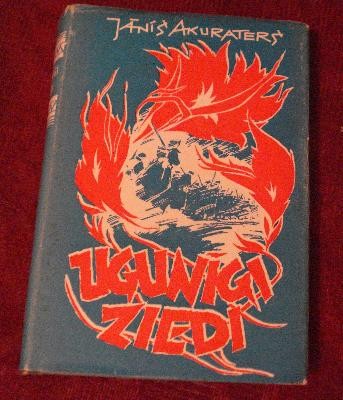 JĀNIS AKURATERS
UGUNĪGI
ZIEDI